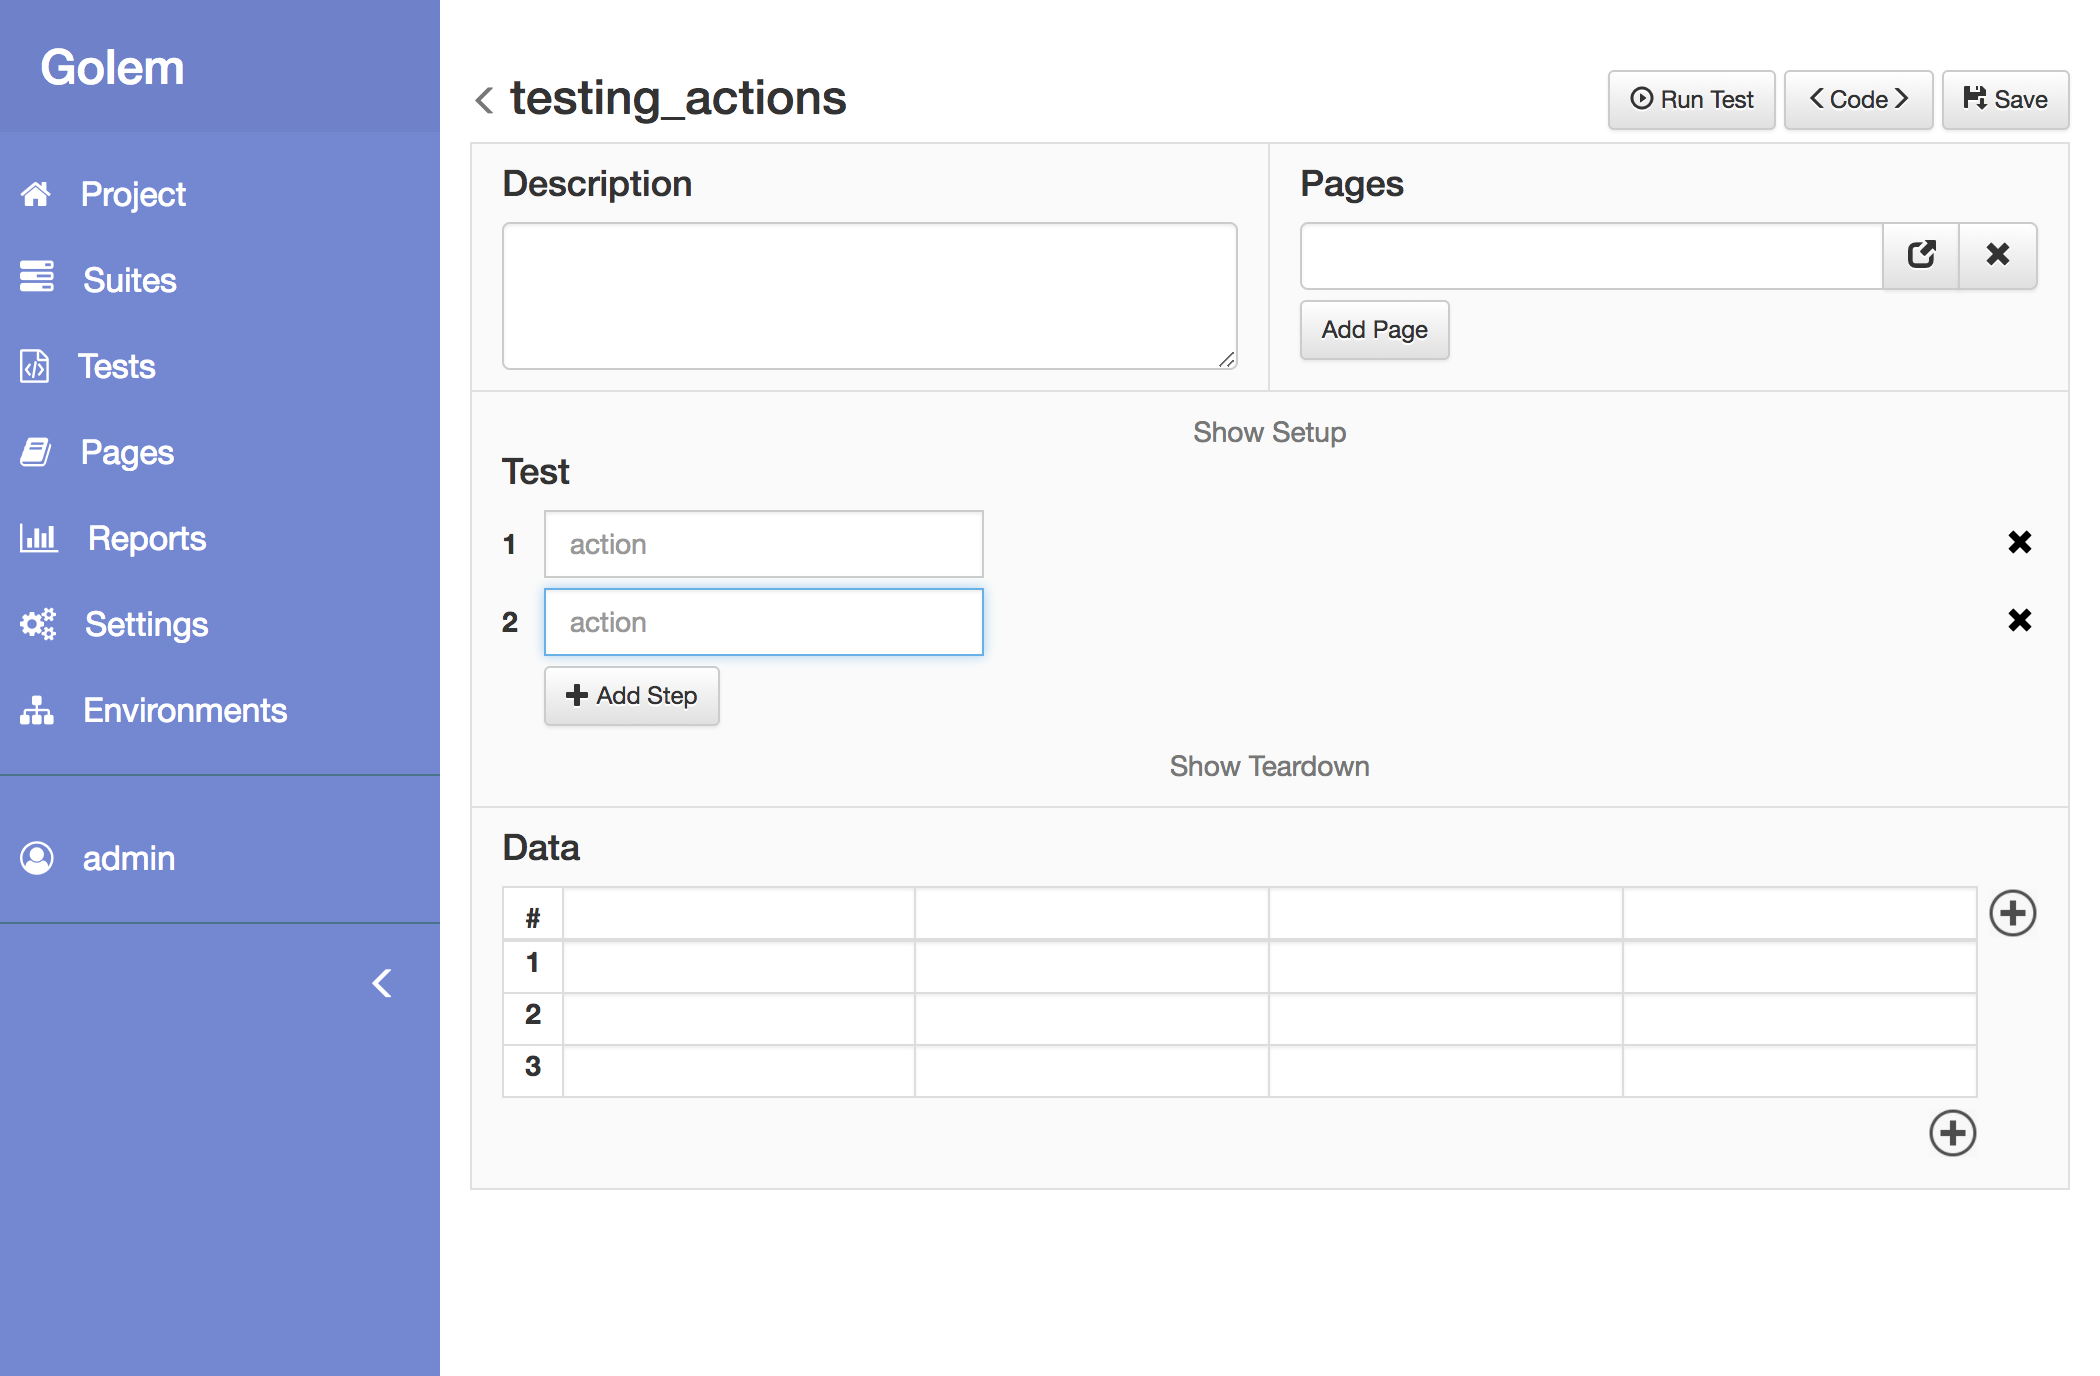 Golem
Project
Suites
Tests
Pages
Reports
Settings
Environments
admin
testing_actions
Run Test
Code
Save
Description
Pages
Add Page
Show Setup
Test
1 action
2 action
Add Step
Show Teardown
Data
#
1
2
3